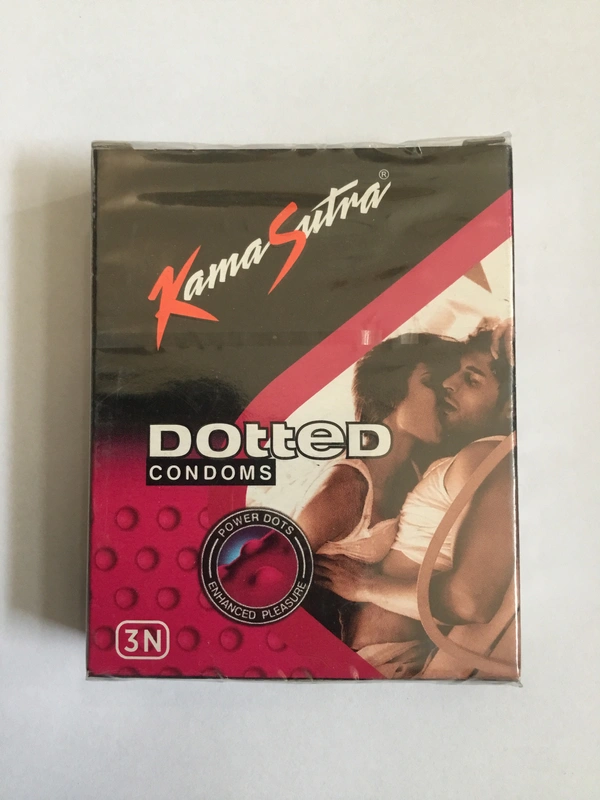 KamaSutra®
DOtteD
CONDOMS
POWER DOTS
ENHANCED PLEASURE
3N